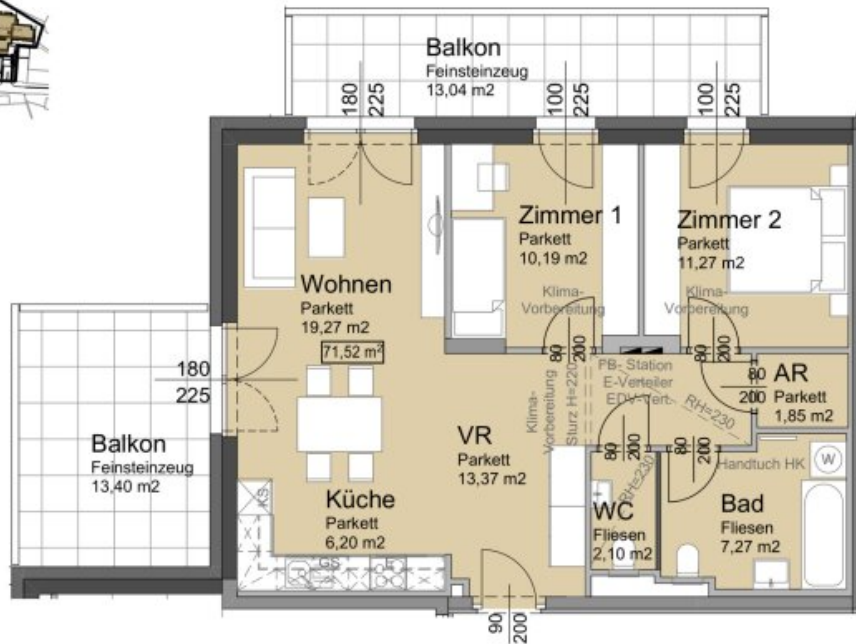 Balkon
Feinsteinzeug
13,04 m2
180
225
100
225
100
225
Zimmer 1
Parkett
10,19 m2
Zimmer 2
Parkett
11,27 m2
Klima-
Vorbereitung
Klima-
Vorbereitung
Wohnen
Parkett
19,27 m2
71,52 m²
180
225
80
200
80
200
FB- Station
E-Verteiler
EDV-Vert.
RH=230
80
200
AR
Parkett
1,85 m2
Klima-
Vorbereitung
Sturz H=220
Balkon
Feinsteinzeug
13,40 m2
VR
Parkett
13,37 m2
80
200
80
200
RH=230
Handtuch HK
W
KS
Küche
Parkett
6,20 m2
WC
Fliesen
2,10 m2
Bad
Fliesen
7,27 m2
GS
E
90
200